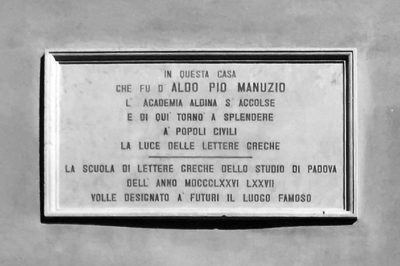 IN QUESTA CASA
CHE FU D' ALDO PIO MANUZIO
L' ACADEMIA ALDINA S' ACCOLSE
E DI QUI TORNO' A SPLENDERE
A' POPOLI CIVILI
LA LUCE DELLE LETTERE GRECHE
LA SCUOLA DI LETTERE GRECHE DELLO STUDIO DI PADOVA
DELL' ANNO MDCCCLXXVI LXXVII
VOLLE DESIGNATO A' FUTURI IL LUOGO FAMOSO